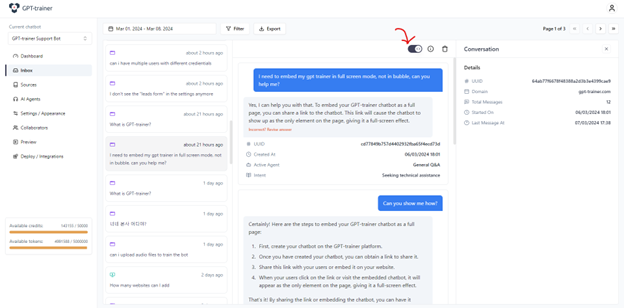 GPT-trainer
Current chatbot
GPT-trainer Support Bot
Dashboard
Inbox
Sources
AI Agents
Settings / Appearance
Collaborators
Preview
Deploy / Integrations
Available credits:
Available tokens:
Mar 01, 2024 - Mar 08, 2024
Filter
Export
Page 1 of 3
about 2 hours ago
can i have multiple users with different credentials
about 2 hours ago
I don't see the "leads form" in the settings anymore
about 21 hours ago
What is GPT-trainer?
about 21 hours ago
I need to embed my gpt trainer in full screen mode, not in bubble, can you help me?
1 day ago
What is GPT-trainer?
1 day ago
1 day ago
can i upload audio files to train the bot
2 days ago
How many websites can I add
I need to embed my gpt trainer in full screen mode, not in bubble, can you
help me?
Yes, I can help you with that. To embed your GPT-trainer chatbot as a full
page, you can share a link to the chatbot. This link will cause the chatbot to
show up as the only element on the page, giving it a full-screen effect.
Incorrect? Revise answer
UUID
Created At
06/03/2024 18:01
Active Agent
General Q&A
Intent
Seeking technical assistance
Can you show me how?
Certainly! Here are the steps to embed your GPT-trainer chatbot as a full
page:
1. First, create your chatbot on the GPT-trainer platform.
2. Once you have created your chatbot, you can obtain a link to share it.
3. Share this link with your users or embed it on your website.
4. When your users click on the link or visit the embedded chatbot, it will
appear as the only element on the page, giving it a full-screen effect.
That's it! By sharing the link or embedding the chatbot, you can have it
Conversation
Details
UUID
Domain
gpt-trainer.com
Total Messages
12
Started On
06/03/2024 18:01
Last Message At
07/03/2024 17:38